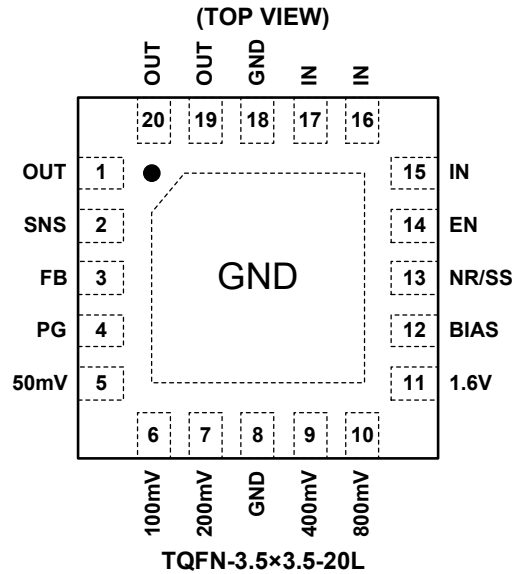 (TOP VIEW)
OUT OUT GND IN IN
20 19 18 17 16
OUT 1 15 IN
SNS 2 14 EN
FB 3 13 NR/SS
GND
PG 4 12 BIAS
50mV 5 11 1.6V
6 7 8 9 10
100mV 200mV GND 400mV 800mV
TQFN-3.5×3.5-20L